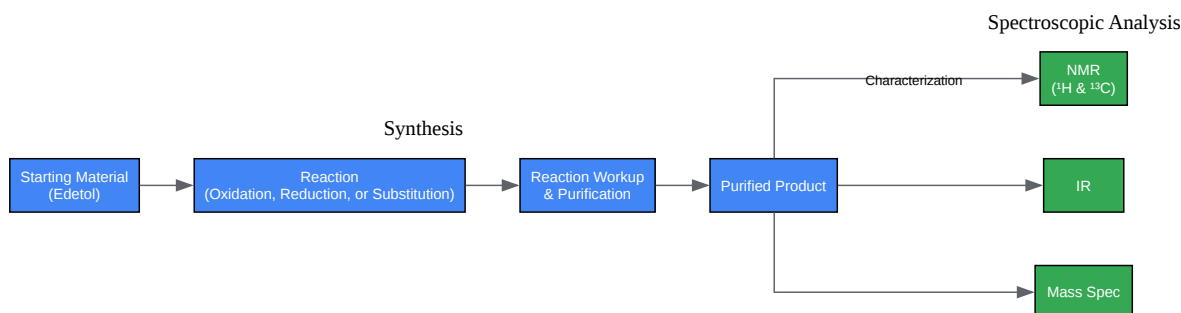 Spectroscopic Analysis
NMR
(¹H & ¹³C)
Characterization
Synthesis
Starting Material
(Edetol)
Reaction
(Oxidation, Reduction, or Substitution)
Reaction Workup
& Purification
Purified Product
IR
Mass Spec